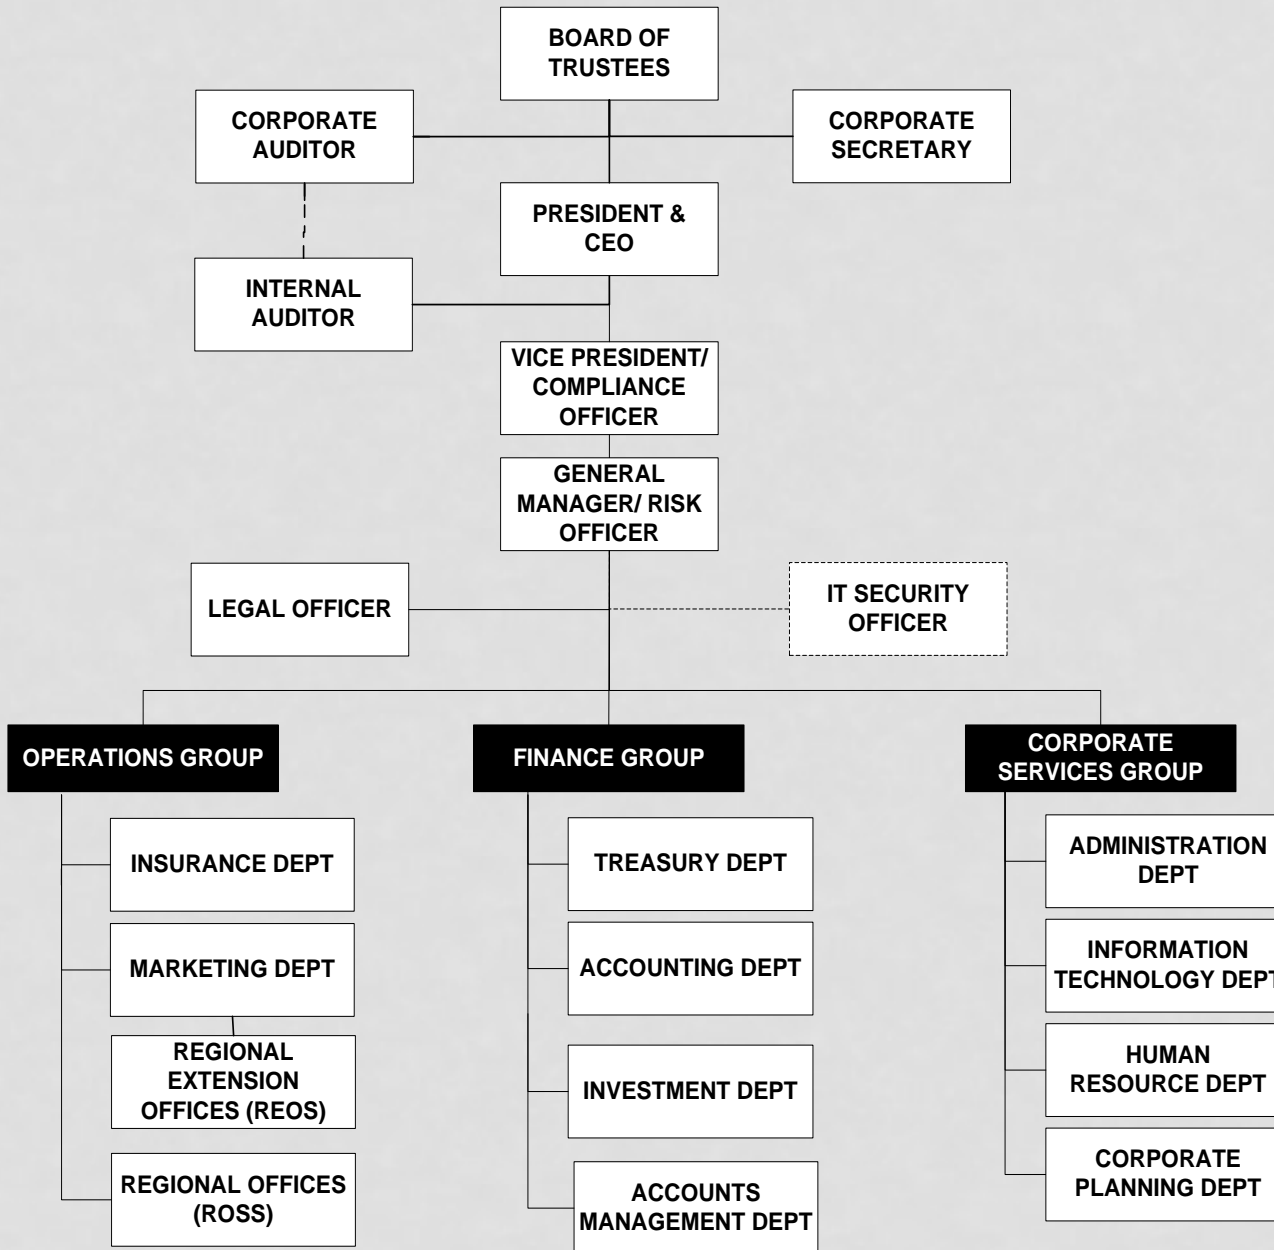 BOARD OF
TRUSTEES
CORPORATE
AUDITOR
CORPORATE
SECRETARY
PRESIDENT &
CEO
INTERNAL
AUDITOR
VICE PRESIDENT/
COMPLIANCE
OFFICER
GENERAL
MANAGER/ RISK
OFFICER
LEGAL OFFICER
IT SECURITY
OFFICER
OPERATIONS GROUP
FINANCE GROUP
CORPORATE
SERVICES GROUP
INSURANCE DEPT
MARKETING DEPT
REGIONAL
EXTENSION
OFFICES (REOS)
REGIONAL OFFICES
(ROSS)
TREASURY DEPT
ACCOUNTING DEPT
INVESTMENT DEPT
ACCOUNTS
MANAGEMENT DEPT
ADMINISTRATION
DEPT
INFORMATION
TECHNOLOGY DEPT
HUMAN
RESOURCE DEPT
CORPORATE
PLANNING DEPT